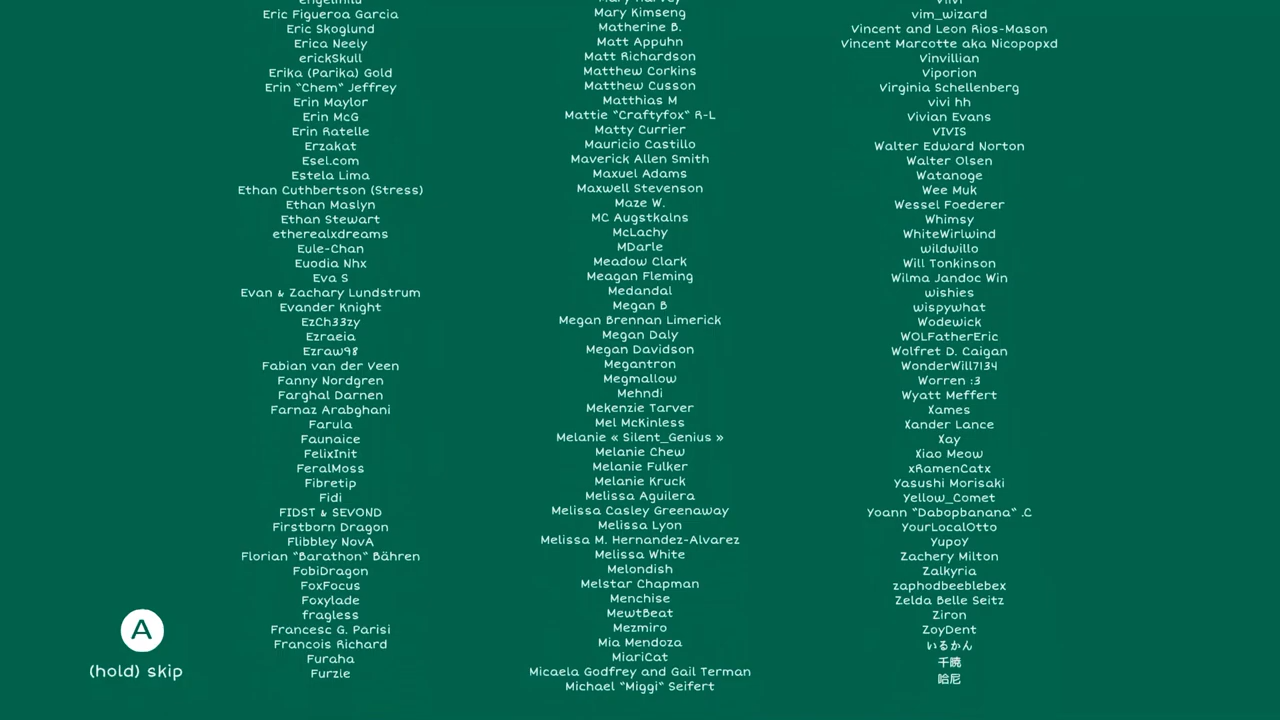 Eric Figueroa Garcia
Eric Skoglund
Erica Neely
erickSkull
Erika (Parika) Gold
Erin "Chem" Jeffrey
Erin Maylor
Erin McG
Erin Ratelle
Erzakat
Esel.com
Estela Lima
Ethan Cuthbertson (Stress)
Ethan Maslyn
Ethan Stewart
etherealxdreams
Eule-Chan
Euodia Nhx
Eva S
Evan & Zachary Lundstrum
Evander Knight
EzCh33zy
Ezraeia
Ezraw98
Fabian van der Veen
Fanny Nordgren
Farghal Darnen
Farnaz Arabghani
Farula
Faunaice
FelixInit
FeralMoss
Fibretip
Fidi
FIDST & SEVOND
Firstborn Dragon
Flibbley NovA
Florian "Barathon" Bähren
FobiDragon
FoxFocus
Foxylade
fragless
Francesc G. Parisi
Francois Richard
Furaha
Furzle
Mary Kimseng
Matherine B.
Matt Appuhn
Matt Richardson
Matthew Corkins
Matthew Cusson
Matthias M
Mattie "Craftyfox" R-L
Matty Currier
Mauricio Castillo
Maverick Allen Smith
Maxuel Adams
Maxwell Stevenson
Maze W.
MC Augstkalns
McLachy
MDarle
Meadow Clark
Meagan Fleming
Medandal
Megan B
Megan Brennan Limerick
Megan Daly
Megan Davidson
Megantron
Megmallow
Mehndi
Mekenzie Tarver
Mel McKinless
Melanie « Silent_Genius »
Melanie Chew
Melanie Fulker
Melanie Kruck
Melissa Aguilera
Melissa Casley Greenaway
Melissa Lyon
Melissa M. Hernandez-Alvarez
Melissa White
Melondish
Melstar Chapman
Menchise
MewtBeat
Mezmiro
Mia Mendoza
MiariCat
Micaela Godfrey and Gail Terman
Michael "Miggi" Seifert
vim_wizard
Vincent and Leon Rios-Mason
Vincent Marcotte aka Nicopopxd
Vinvillian
Viporion
Virginia Schellenberg
vivi hh
Vivian Evans
VIVIS
Walter Edward Norton
Walter Olsen
Watanoge
Wee Muk
Wessel Foederer
Whimsy
WhiteWirlwind
wildwillo
Will Tonkinson
Wilma Jandoc Win
wishies
wispywhat
Wodewick
WOLFatherEric
Wolfret D. Caigan
WonderWill7134
Worren :3
Wyatt Meffert
Xames
Xander Lance
Xay
Xiao Meow
xRamenCatx
Yasushi Morisaki
Yellow_Comet
Yoann "Dabopbanana" .C
YourLocalOtto
YupoY
Zachery Milton
Zalkyria
zaphodbeeblebex
Zelda Belle Seitz
Ziron
ZoyDent
いるかん
千暁
哈尼
A
(hold) skip